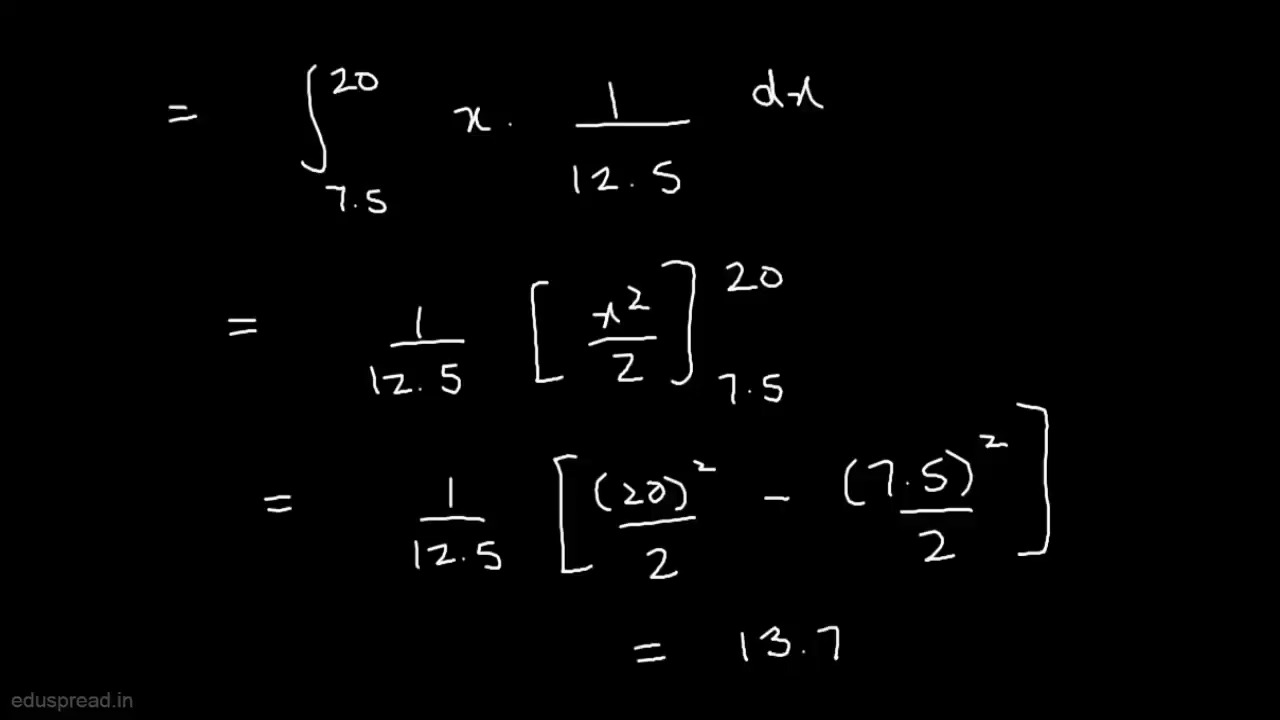 = ∫_{7.5}^{20} x · 1/12.5 dx
= 1/12.5 [x²/2]_{7.5}^{20}
= 1/12.5 [(20)²/2 − (7.5)²/2]
= 13.7
eduspread.in